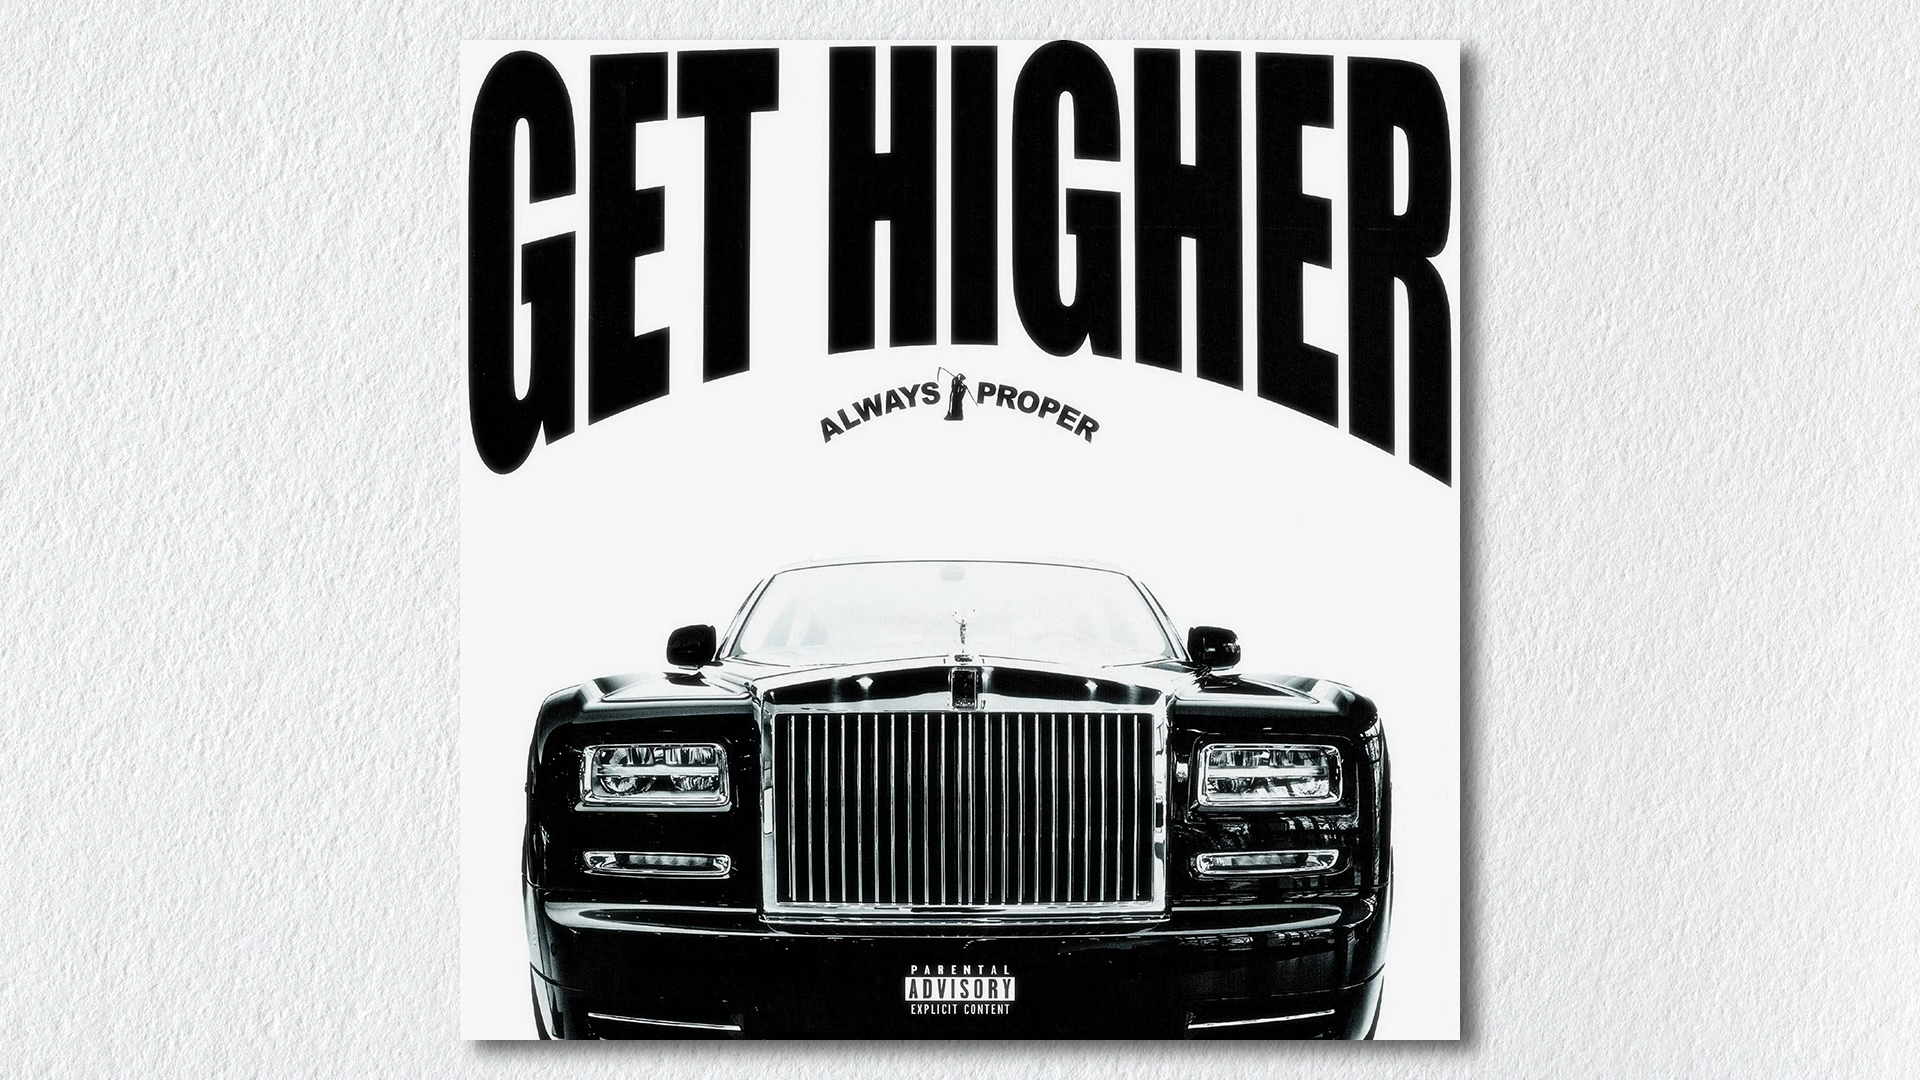 GET HIGHER
ALWAYS PROPER
PARENTAL
ADVISORY
EXPLICIT CONTENT